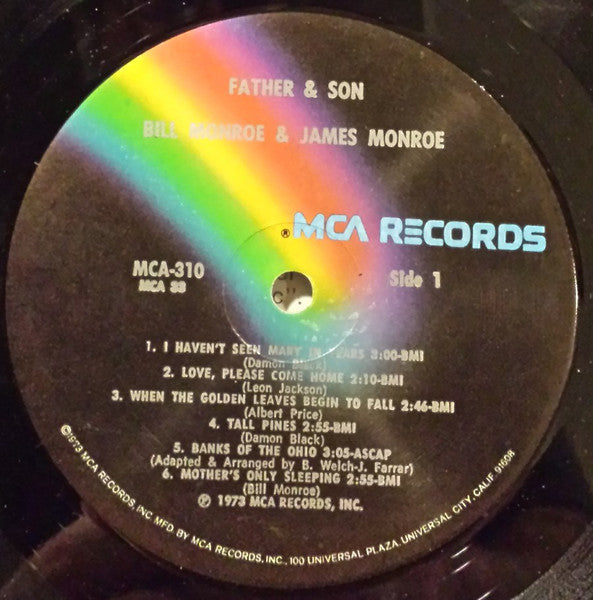 FATHER & SON
BILL MONROE & JAMES MONROE
® MCA RECORDS
MCA-310
MCA 33
Side 1
1. I HAVEN'T SEEN MARY IN YEARS 3:00-BMI
(Damon Black)
2. LOVE, PLEASE COME HOME 2:10-BMI
(Leon Jackson)
3. WHEN THE GOLDEN LEAVES BEGIN TO FALL 2:46-BMI
(Albert Price)
4. TALL PINES 2:55-BMI
(Damon Black)
5. BANKS OF THE OHIO 3:05-ASCAP
(Adapted & Arranged by B. Welch-J. Farrar)
6. MOTHER'S ONLY SLEEPING 2:55-BMI
(Bill Monroe)
℗ 1973 MCA RECORDS, INC.
©1973 MCA RECORDS, INC. MFD BY MCA RECORDS, INC., 100 UNIVERSAL PLAZA, UNIVERSAL CITY, CALIF. 91608